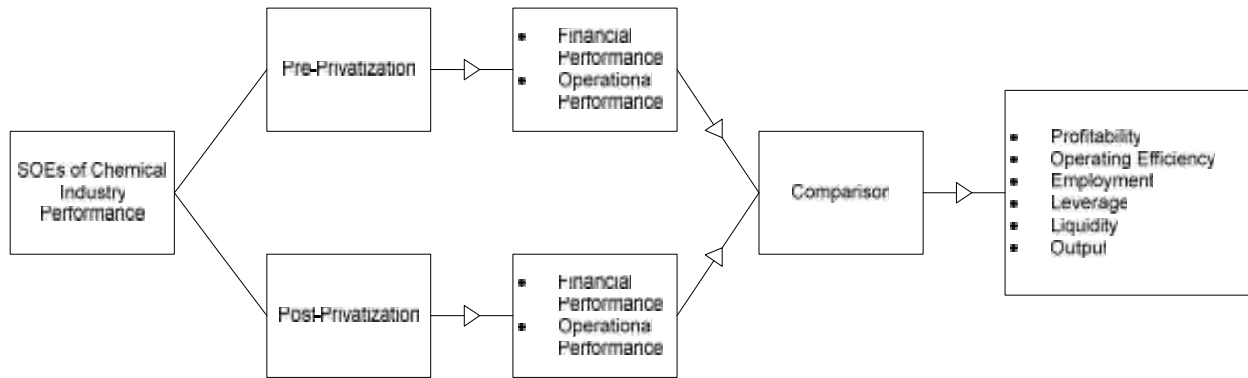 SOEs of Chemical
Industry
Performance
Pre-Privatization
• Financial
Performance
• Operationa
Performance
Post-Privatization
• Financial
Performance
• Operationa
Performance
Comparison
• Profitability
• Operating Efficiency
• Employment
• Leverage
• Liquidity
• Output